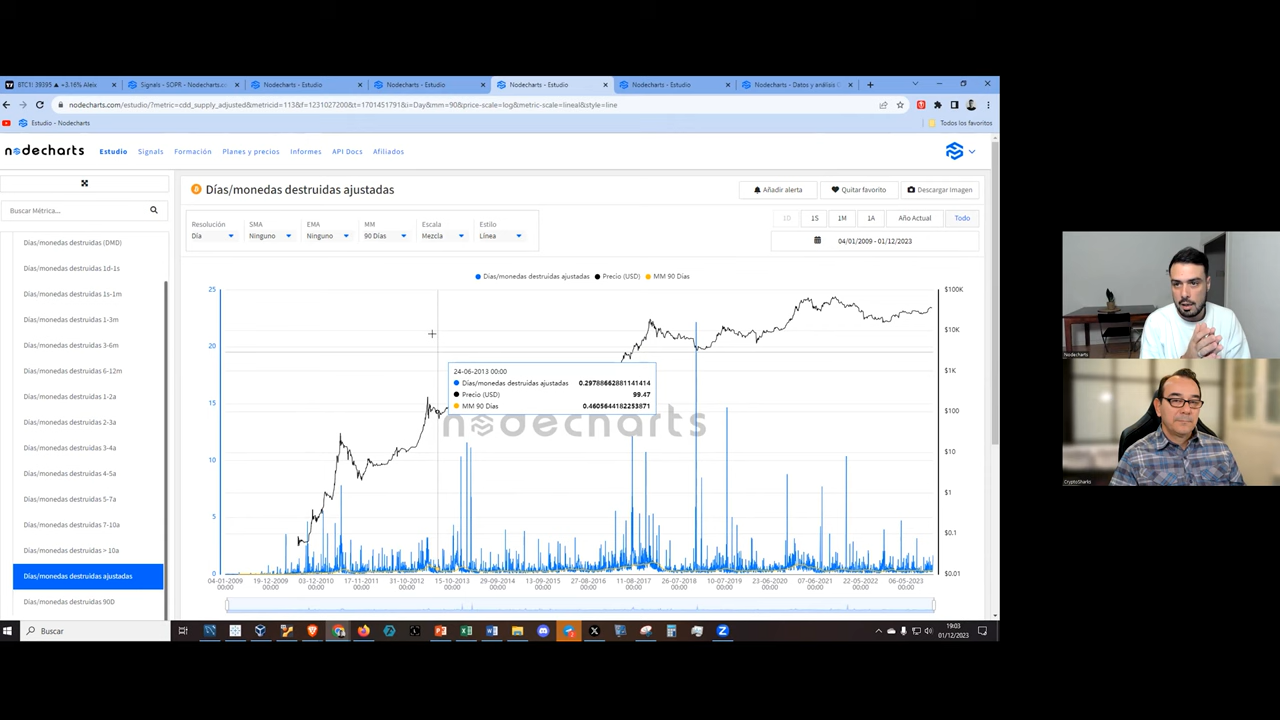 BTC1! 39395 ▲ +3.16% Aleix
Signals - SOPR - Nodecharts.c
Nodecharts - Estudio
Nodecharts - Estudio
Nodecharts - Estudio
Nodecharts - Estudio
Nodecharts - Datos y análisis C
nodecharts.com/estudio/?metric=cdd_supply_adjusted&metricid=113&f=1231027200&t=1701451791&i=Day&mm=90&price-scale=log&metric-scale=lineal&style=line
Estudio - Nodecharts
Todos los favoritos
nodecharts
Estudio
Signals
Formación
Planes y precios
Informes
API Docs
Afiliados
Buscar Métrica...
Días/monedas destruidas (DMD)
Días/monedas destruidas 1d-1s
Días/monedas destruidas 1s-1m
Días/monedas destruidas 1-3m
Días/monedas destruidas 3-6m
Días/monedas destruidas 6-12m
Días/monedas destruidas 1-2a
Días/monedas destruidas 2-3a
Días/monedas destruidas 3-4a
Días/monedas destruidas 4-5a
Días/monedas destruidas 5-7a
Días/monedas destruidas 7-10a
Días/monedas destruidas > 10a
Días/monedas destruidas ajustadas
Días/monedas destruidas 90D
Días/monedas destruidas ajustadas
Añadir alerta
Quitar favorito
Descargar Imagen
Resolución
Día
SMA
Ninguno
EMA
Ninguno
MM
90 Días
Escala
Mezcla
Estilo
Línea
1D
1S
1M
1A
Año Actual
Todo
04/01/2009 - 01/12/2023
Días/monedas destruidas ajustadas
Precio (USD)
MM 90 Días
25
20
15
10
5
0
$100K
$10K
$1K
$100
$10
$1
$0.1
$0.01
24-06-2013 00:00
Días/monedas destruidas ajustadas 0.29788662881141414
Precio (USD) 99.47
MM 90 Días 0.4605644182253871
nodecharts
04-01-2009 00:00
19-12-2009 00:00
03-12-2010 00:00
17-11-2011 00:00
31-10-2012 00:00
15-10-2013 00:00
29-09-2014 00:00
13-09-2015 00:00
27-08-2016 00:00
11-08-2017 00:00
26-07-2018 00:00
10-07-2019 00:00
23-06-2020 00:00
07-06-2021 00:00
22-05-2022 00:00
06-05-2023 00:00
Buscar
19:03
01/12/2023
Nodecharts
CryptoSharks